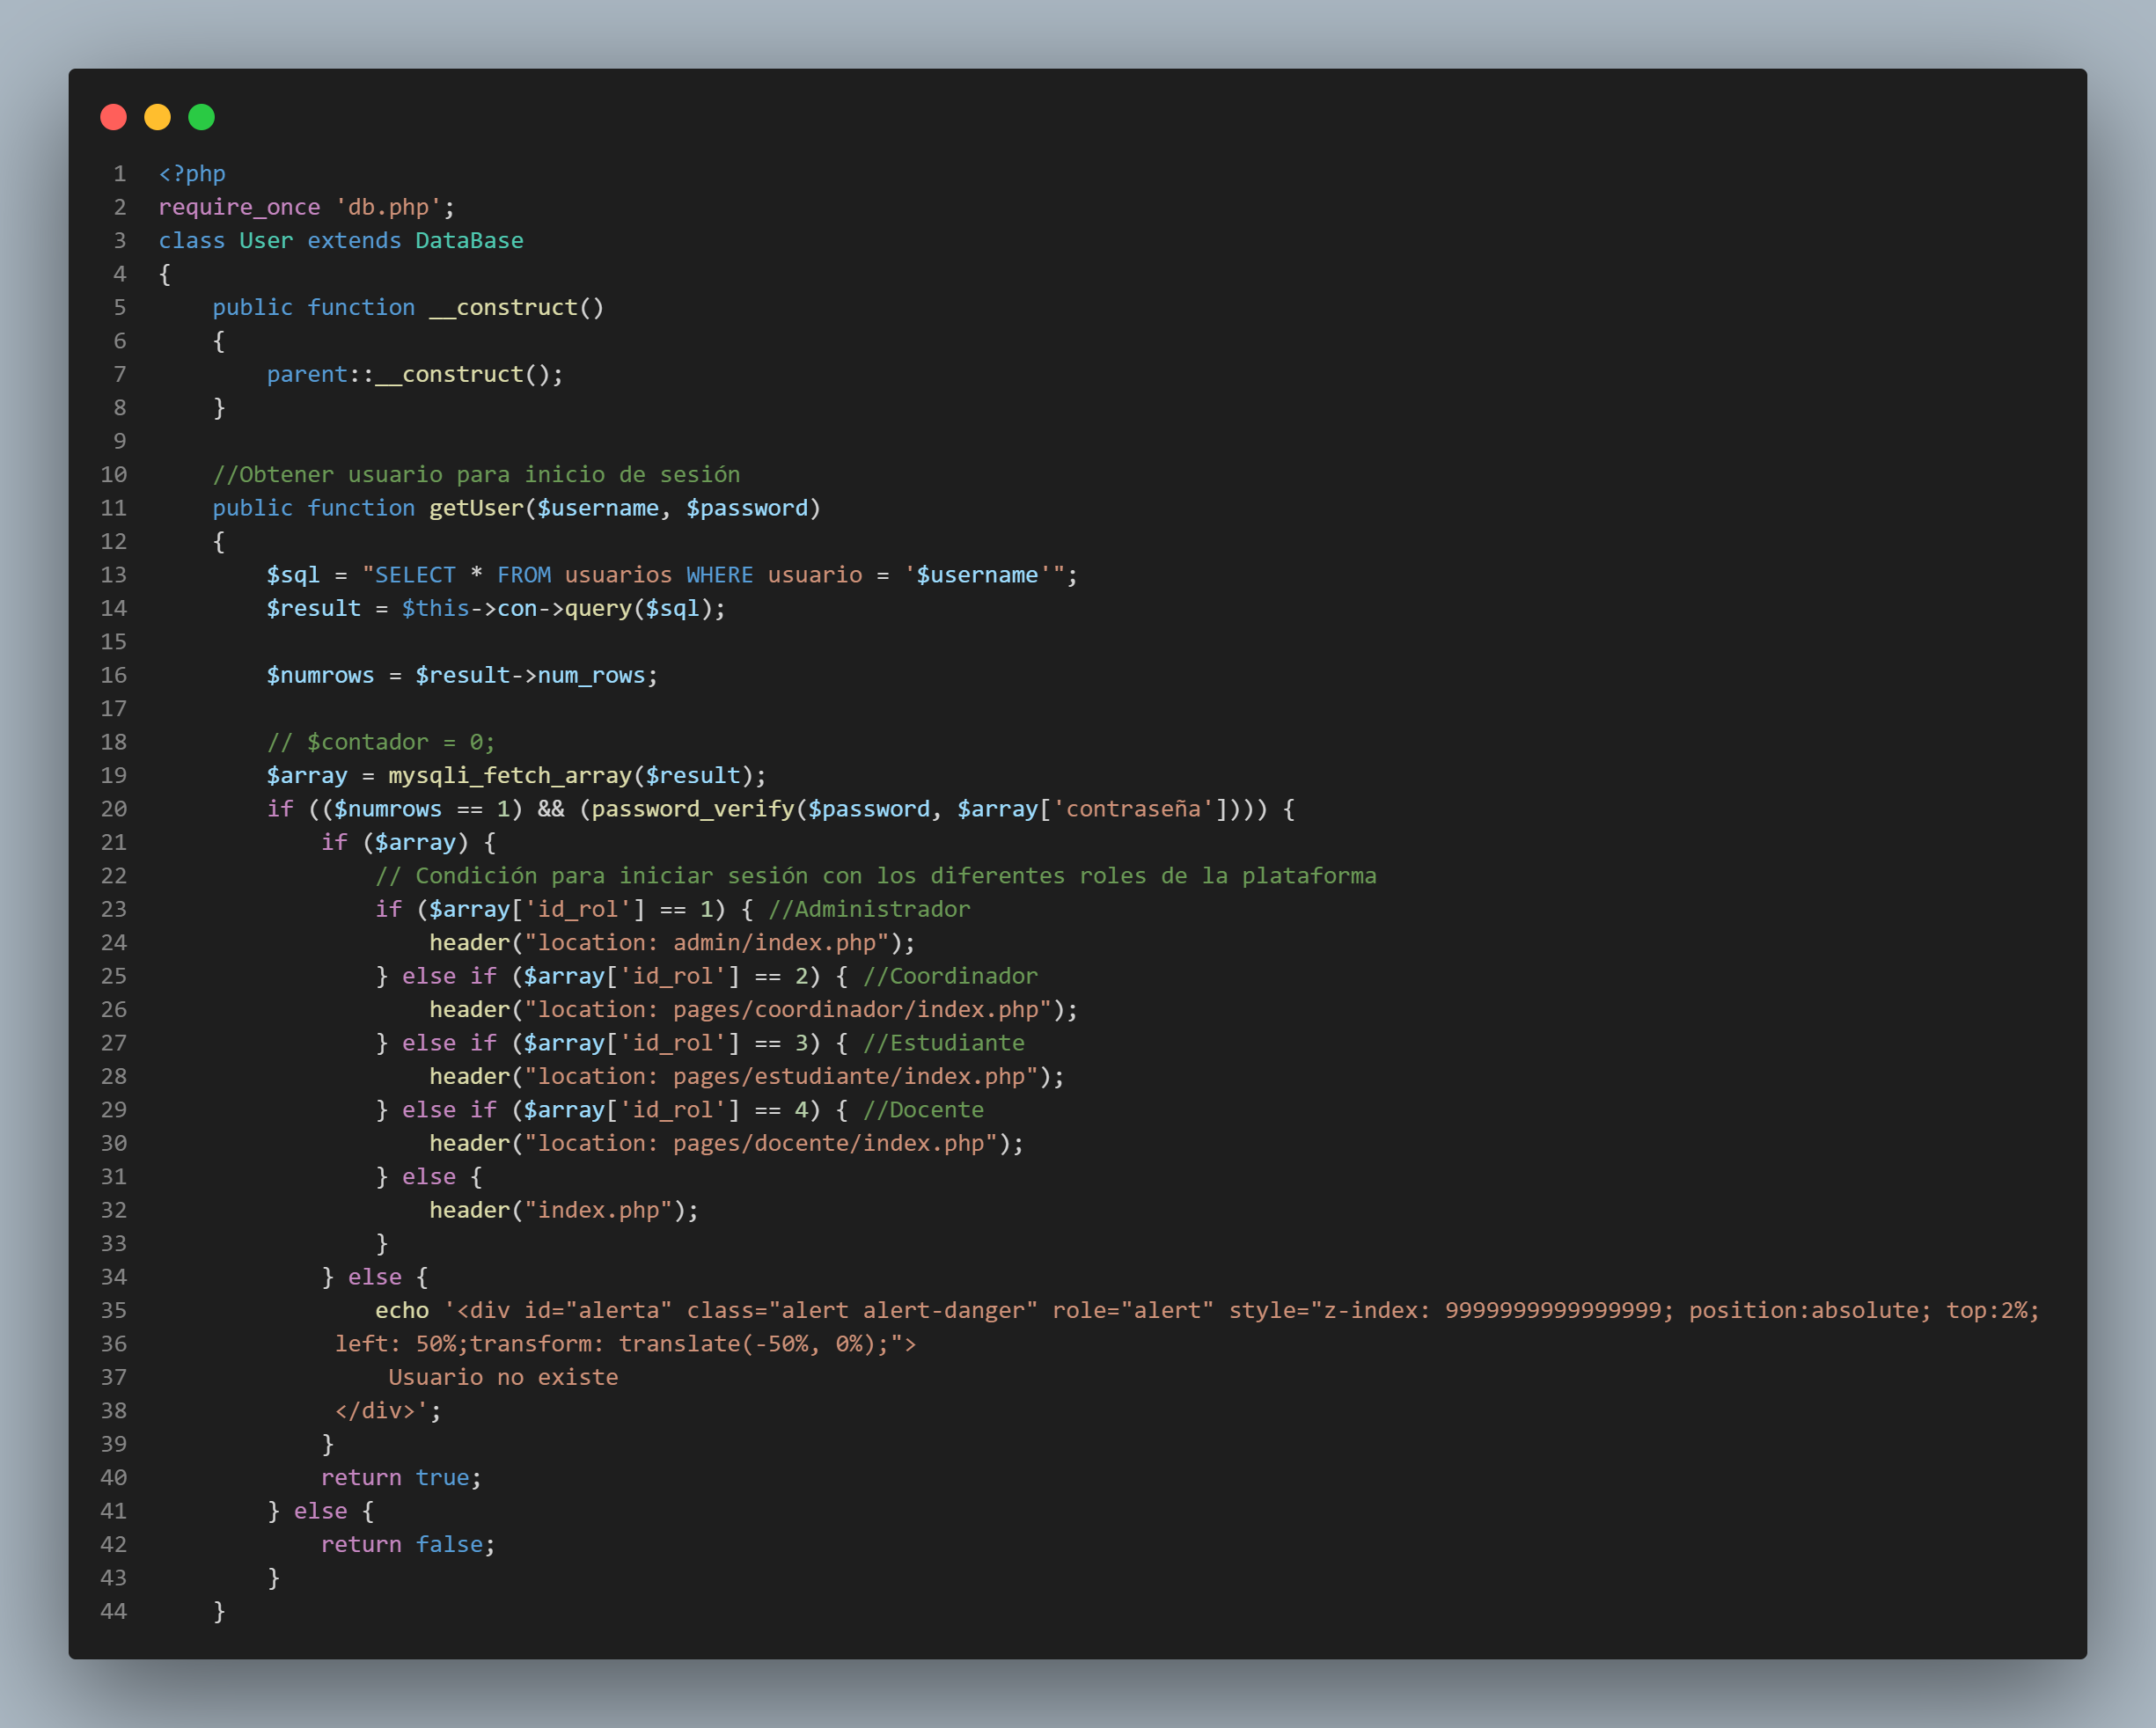 1 <?php
2 require_once 'db.php';
3 class User extends DataBase
4 {
5     public function __construct()
6     {
7         parent::__construct();
8     }
9
10     //Obtener usuario para inicio de sesión
11     public function getUser($username, $password)
12     {
13         $sql = "SELECT * FROM usuarios WHERE usuario = '$username'";
14         $result = $this->con->query($sql);
15
16         $numrows = $result->num_rows;
17
18         // $contador = 0;
19         $array = mysqli_fetch_array($result);
20         if (($numrows == 1) && (password_verify($password, $array['contraseña']))) {
21             if ($array) {
22                 // Condición para iniciar sesión con los diferentes roles de la plataforma
23                 if ($array['id_rol'] == 1) { //Administrador
24                     header("location: admin/index.php");
25                 } else if ($array['id_rol'] == 2) { //Coordinador
26                     header("location: pages/coordinador/index.php");
27                 } else if ($array['id_rol'] == 3) { //Estudiante
28                     header("location: pages/estudiante/index.php");
29                 } else if ($array['id_rol'] == 4) { //Docente
30                     header("location: pages/docente/index.php");
31                 } else {
32                     header("index.php");
33                 }
34             } else {
35                 echo '<div id="alerta" class="alert alert-danger" role="alert" style="z-index: 9999999999999999; position:absolute; top:2%;
36              left: 50%;transform: translate(-50%, 0%);">
37                  Usuario no existe
38              </div>';
39             }
40             return true;
41         } else {
42             return false;
43         }
44     }